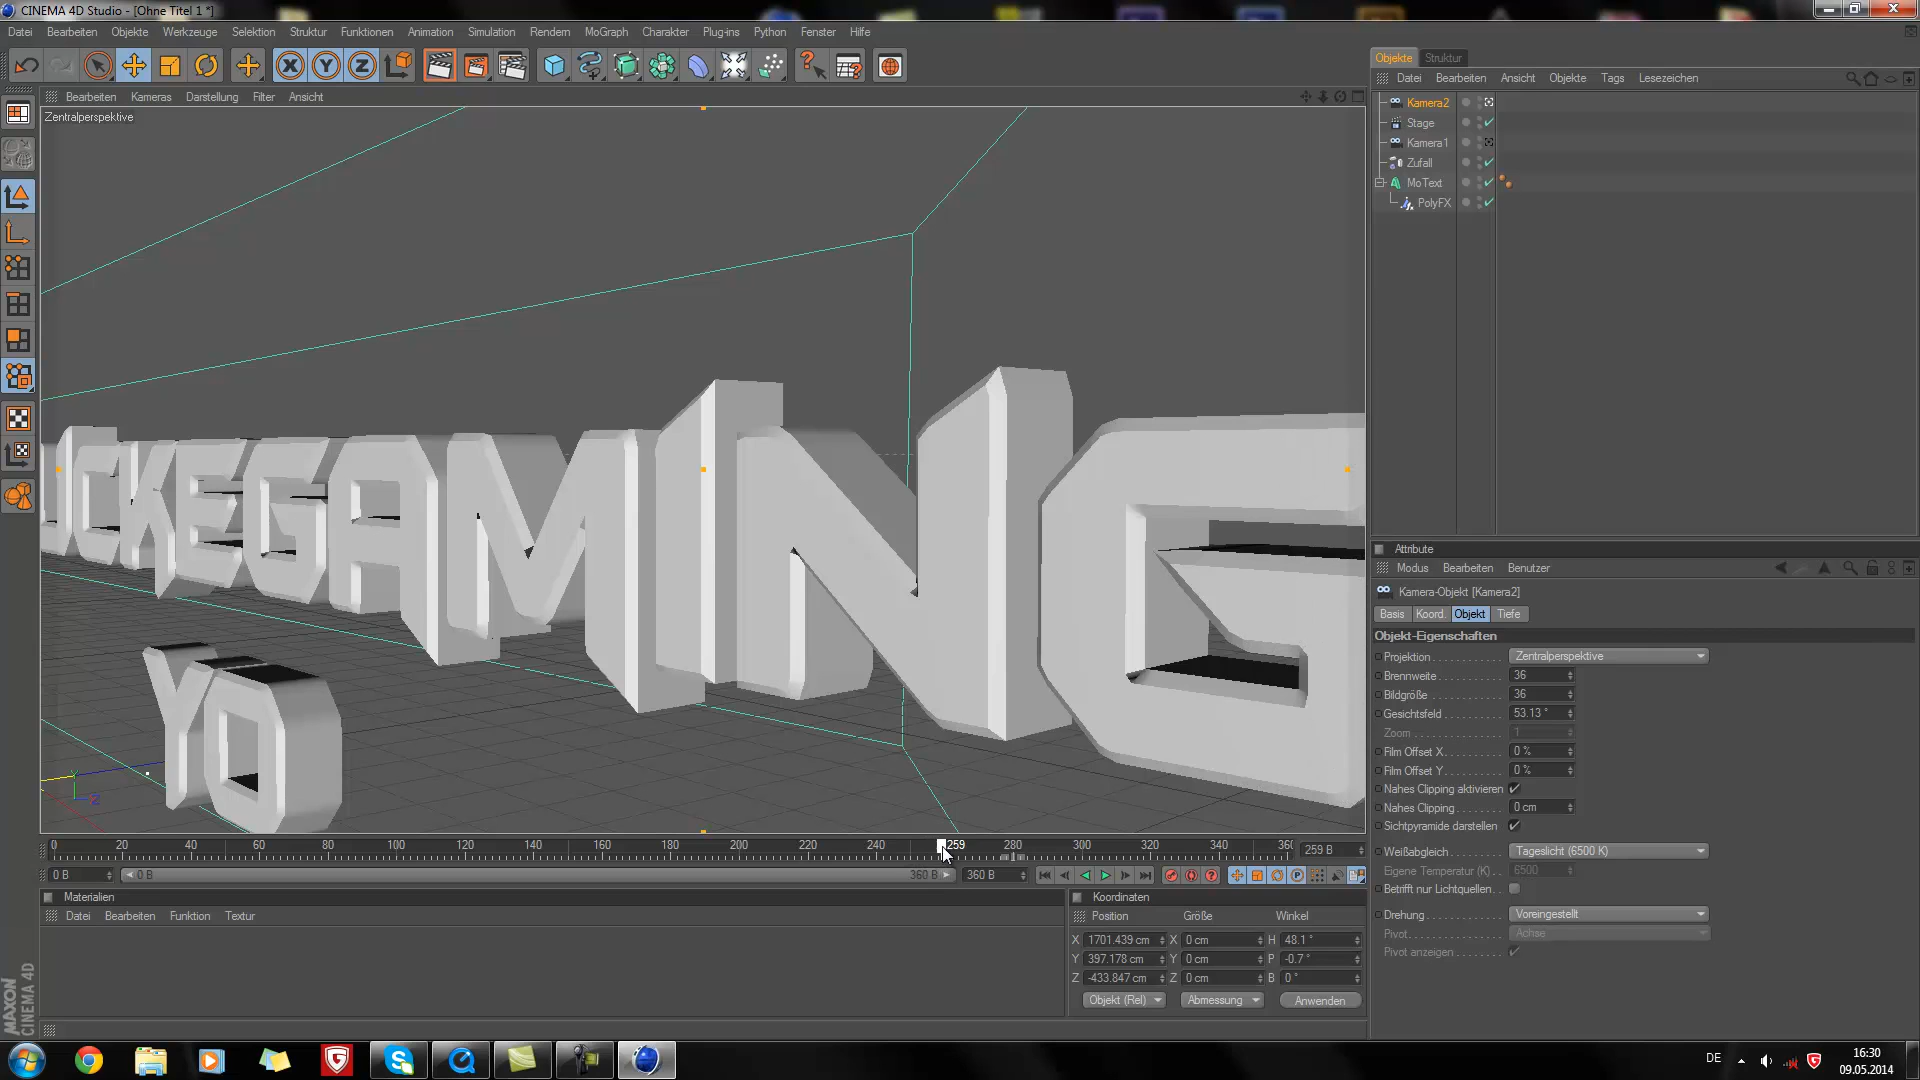 CINEMA 4D Studio - [Ohne Titel 1 *]
Datei Bearbeiten Objekte Werkzeuge Selektion Struktur Funktionen Animation Simulation Rendern MoGraph Charakter Plug-ins Python Fenster Hilfe
X Y Z
Bearbeiten Kameras Darstellung Filter Ansicht
Zentralperspektive
ICKEGAMING
YO
Z
0 20 40 60 80 100 120 140 160 180 200 220 240 259 280 300 320 340 360
259 B
0 B 0 B 360 B 360 B
Materialien
Datei Bearbeiten Funktion Textur
Koordinaten
Position Größe Winkel
X 1701.439 cm X 0 cm H 48.1 °
Y 397.178 cm Y 0 cm P -0.7 °
Z -433.847 cm Z 0 cm B 0 °
Objekt (Rel) Abmessung Anwenden
MAXON
CINEMA 4D
Objekte Struktur
Datei Bearbeiten Ansicht Objekte Tags Lesezeichen
Kamera2
Stage
Kamera1
Zufall
MoText
PolyFX
Attribute
Modus Bearbeiten Benutzer
Kamera-Objekt [Kamera2]
Basis Koord. Objekt Tiefe
Objekt-Eigenschaften
Projektion Zentralperspektive
Brennweite 36
Bildgröße 36
Gesichtsfeld 53.13 °
Zoom 1
Film Offset X 0 %
Film Offset Y 0 %
Nahes Clipping aktivieren
Nahes Clipping 0 cm
Sichtpyramide darstellen
Weißabgleich Tageslicht (6500 K)
Eigene Temperatur (K) 6500
Betrifft nur Lichtquellen
Drehung Voreingestellt
Pivot Achse
Pivot anzeigen
DE
16:30
09.05.2014